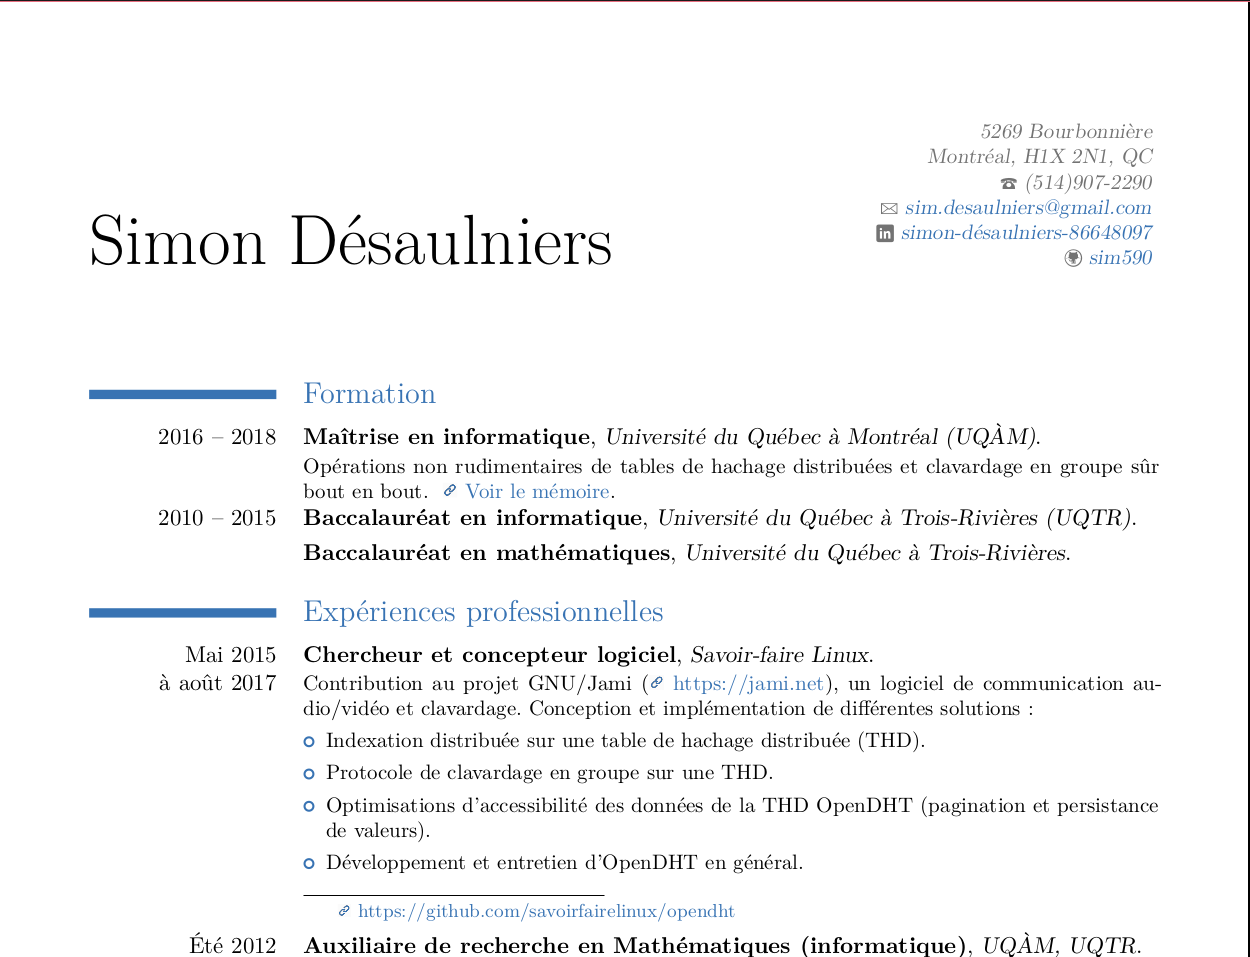 5269 Bourbonnière
Montréal, H1X 2N1, QC
(514)907-2290
sim.desaulniers@gmail.com
simon-désaulniers-86648097
sim590
Simon Désaulniers
Formation
2016 – 2018 Maîtrise en informatique, Université du Québec à Montréal (UQÀM).
Opérations non rudimentaires de tables de hachage distribuées et clavardage en groupe sûr
bout en bout. Voir le mémoire.
2010 – 2015 Baccalauréat en informatique, Université du Québec à Trois-Rivières (UQTR).
Baccalauréat en mathématiques, Université du Québec à Trois-Rivières.
Expériences professionnelles
Mai 2015 Chercheur et concepteur logiciel, Savoir-faire Linux.
à août 2017 Contribution au projet GNU/Jami (https://jami.net), un logiciel de communication au-
dio/vidéo et clavardage. Conception et implémentation de différentes solutions :
Indexation distribuée sur une table de hachage distribuée (THD).
Protocole de clavardage en groupe sur une THD.
Optimisations d'accessibilité des données de la THD OpenDHT (pagination et persistance
de valeurs).
Développement et entretien d'OpenDHT en général.
https://github.com/savoirfairelinux/opendht
Été 2012 Auxiliaire de recherche en Mathématiques (informatique), UQÀM, UQTR.